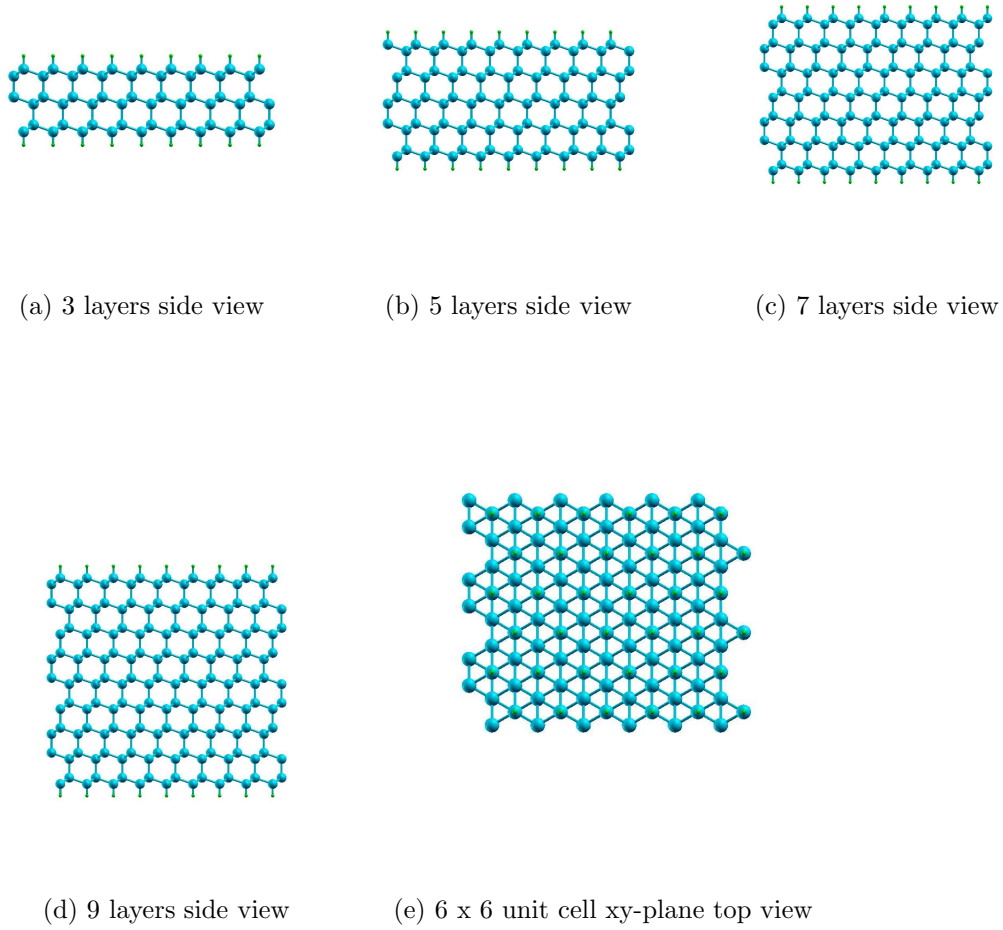 (a) 3 layers side view
(b) 5 layers side view
(c) 7 layers side view
(d) 9 layers side view
(e) 6 x 6 unit cell xy-plane top view